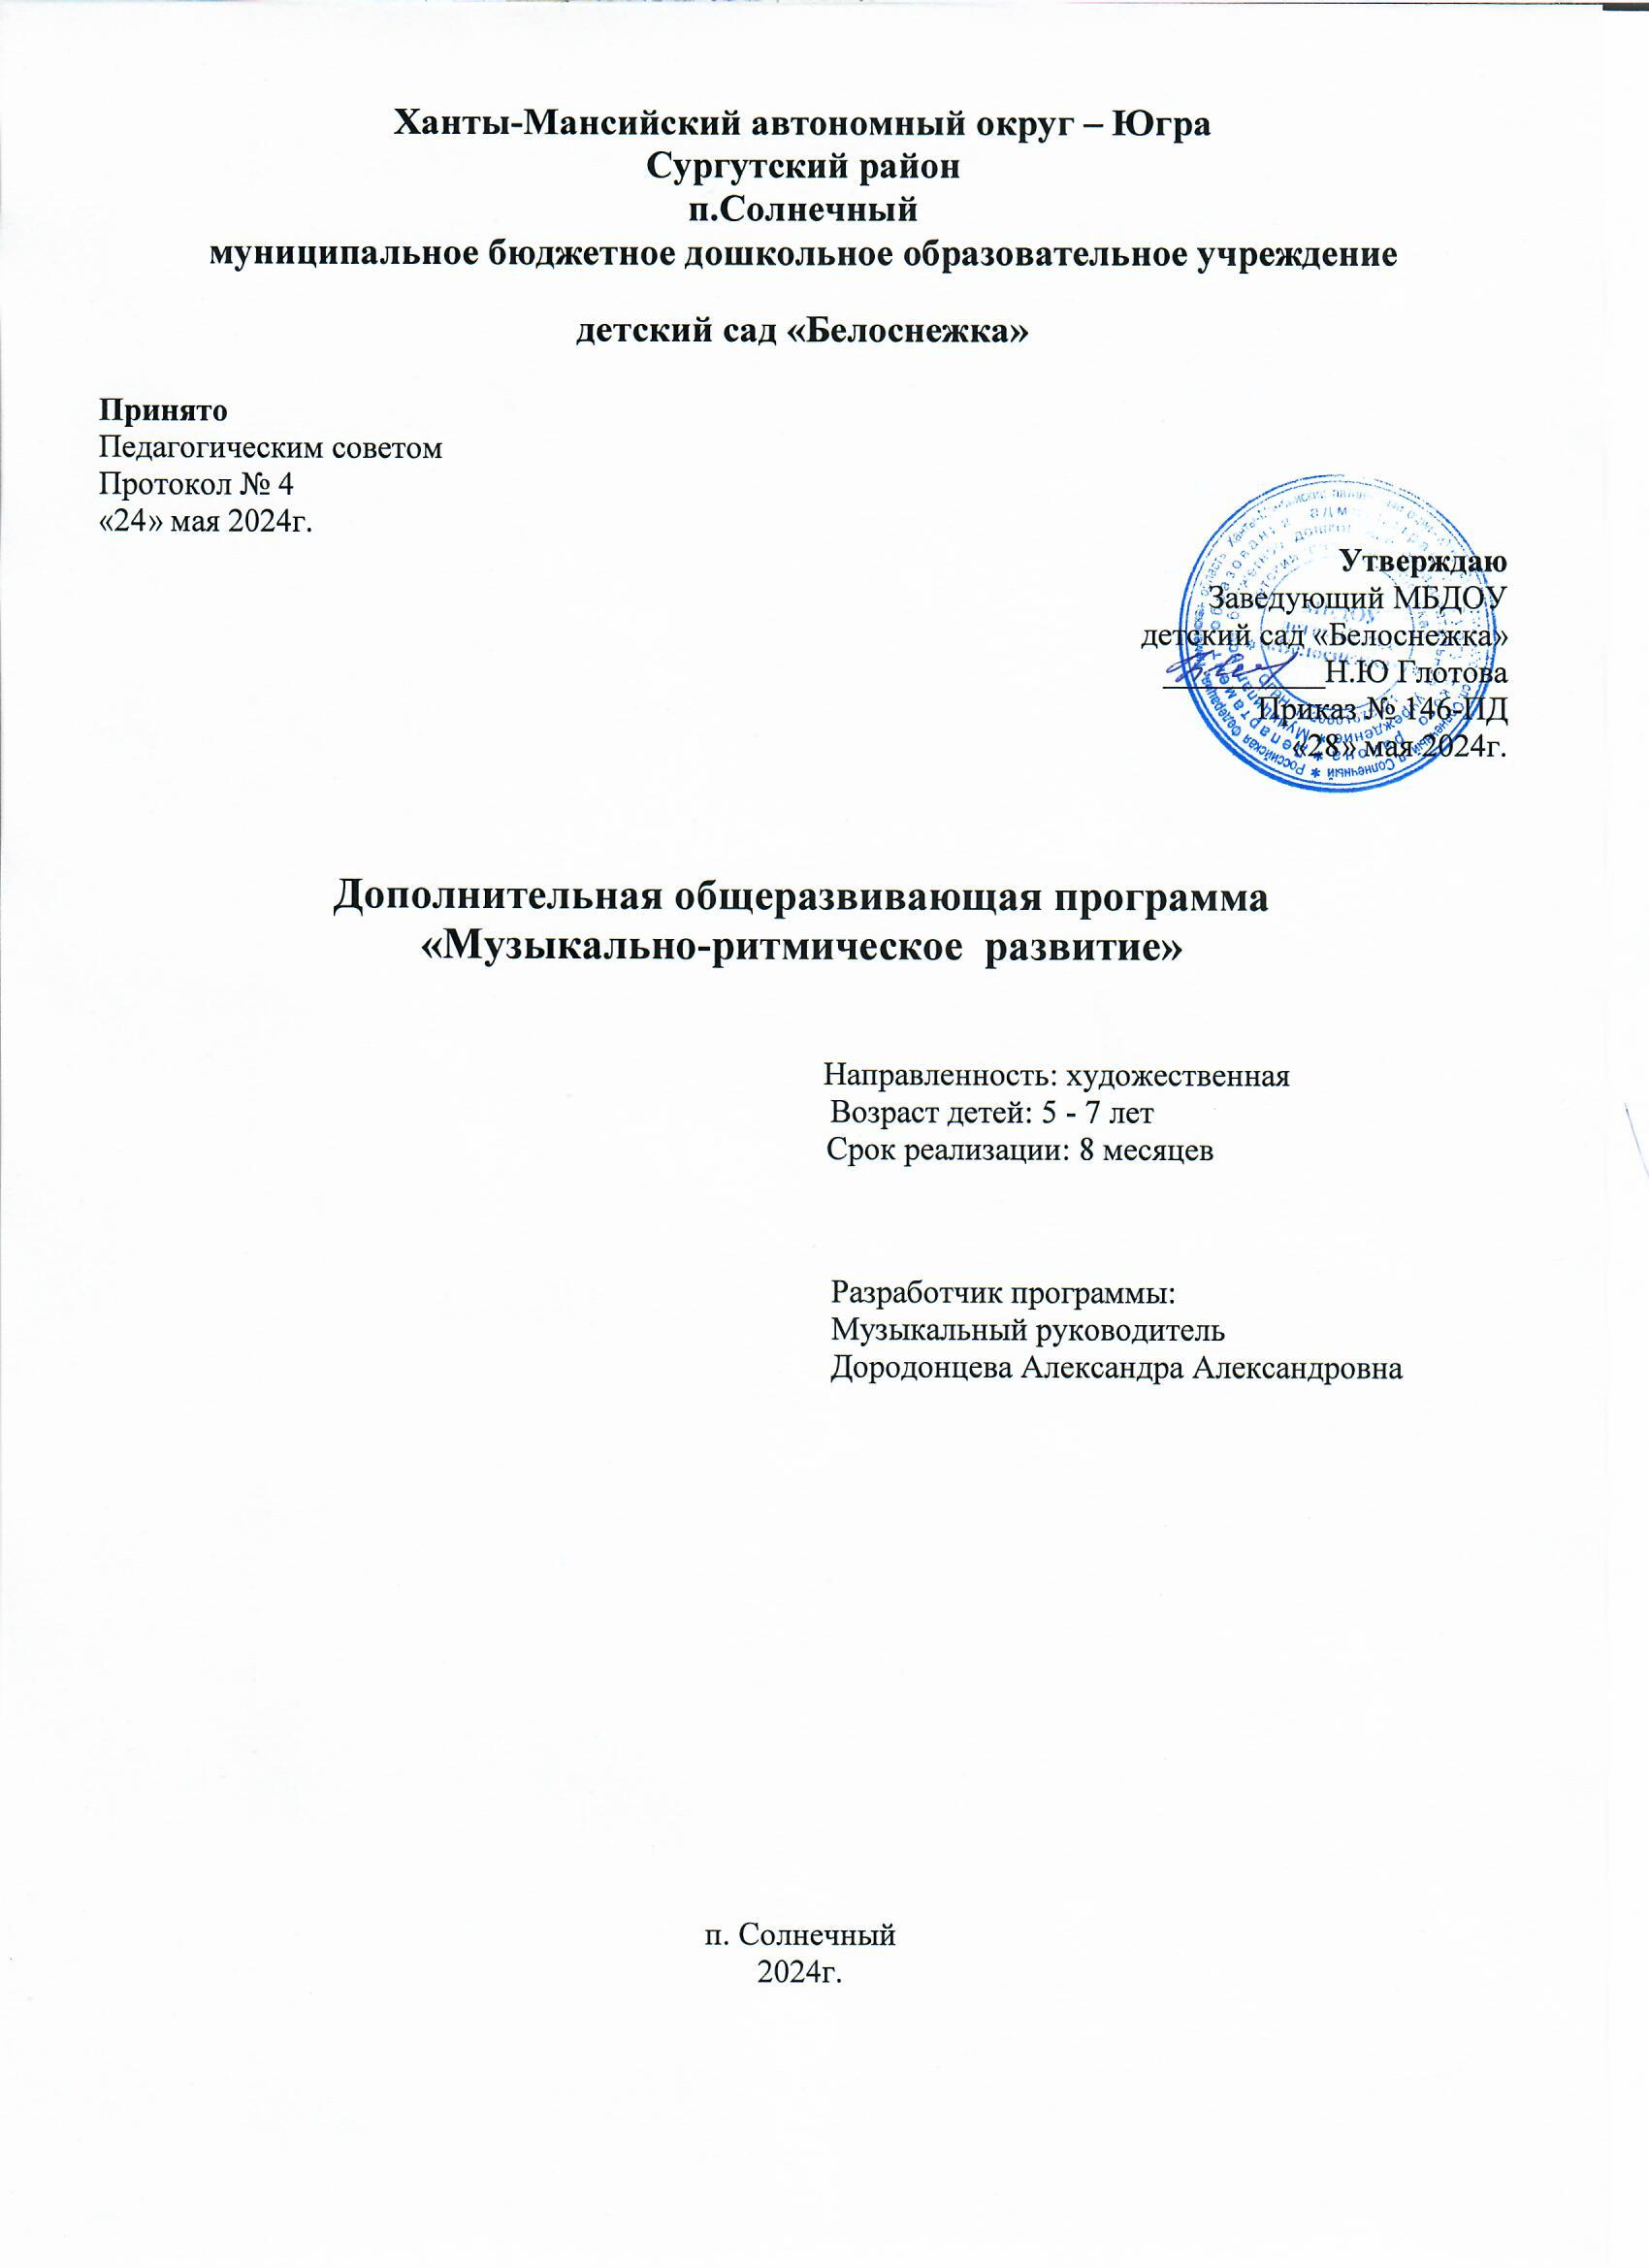 Ханты-Мансийский автономный округ – Югра
Сургутский район
п.Солнечный
муниципальное бюджетное дошкольное образовательное учреждение
детский сад «Белоснежка»
Принято
Педагогическим советом
Протокол № 4
«24» мая 2024г.
Утверждаю
Заведующий МБДОУ
детский сад «Белоснежка»
__________Н.Ю Глотова
Приказ № 146-ПД
«28» мая 2024г.
Дополнительная общеразвивающая программа
«Музыкально-ритмическое развитие»
Направленность: художественная
Возраст детей: 5 - 7 лет
Срок реализации: 8 месяцев
Разработчик программы:
Музыкальный руководитель
Дородонцева Александра Александровна
п. Солнечный
2024г.